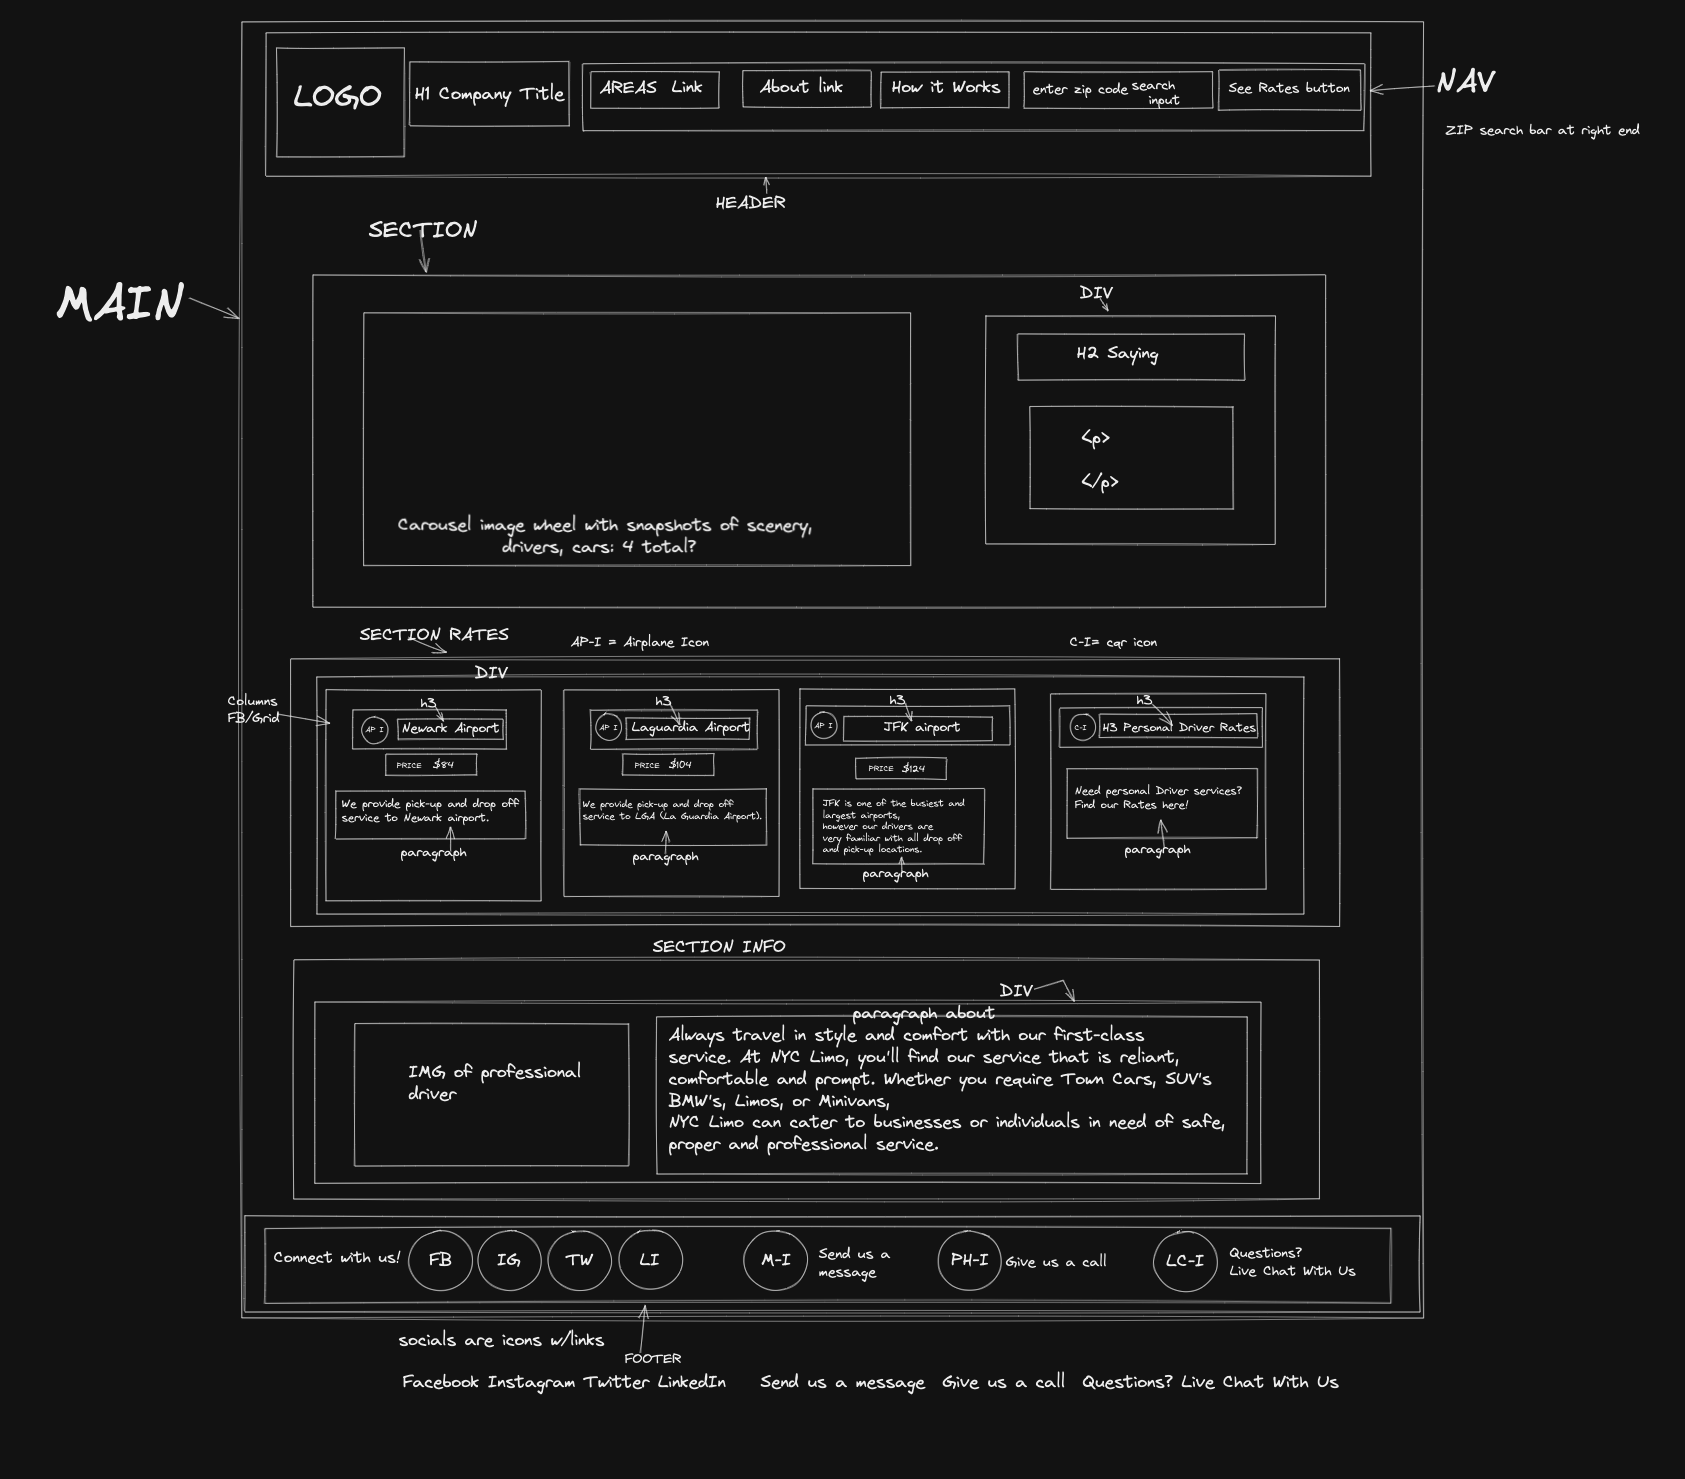 LOGO
H1 Company Title
AREAS Link
About link
How it Works
enter zip code search
input
See Rates button
NAV
ZIP search bar at right end
HEADER
SECTION
MAIN
DIV
H2 Saying
<p>
</p>
Carousel image wheel with snapshots of scenery,
drivers, cars: 4 total?
SECTION RATES
AP-I = Airplane Icon
C-I= car icon
DIV
Columns
FB/Grid
h3
AP I
Newark Airport
PRICE $84
We provide pick-up and drop off
service to Newark airport.
paragraph
h3
AP I
Laguardia Airport
PRICE $104
We provide pick-up and drop off
service to LGA (La Guardia Airport).
paragraph
h3
AP I
JFK airport
PRICE $124
JFK is one of the busiest and
largest airports,
however our drivers are
very familiar with all drop off
and pick-up locations.
paragraph
h3
C-I
H3 Personal Driver Rates
Need personal Driver services?
Find our Rates here!
paragraph
SECTION INFO
DIV
IMG of professional
driver
paragraph about
Always travel in style and comfort with our first-class
service. At NYC Limo, you'll find our service that is reliant,
comfortable and prompt. Whether you require Town Cars, SUV's
BMW's, Limos, or Minivans,
NYC Limo can cater to businesses or individuals in need of safe,
proper and professional service.
Connect with us!
FB
IG
TW
LI
M-I
Send us a
message
PH-I
Give us a call
LC-I
Questions?
Live Chat With Us
socials are icons w/links
FOOTER
Facebook Instagram Twitter LinkedIn
Send us a message
Give us a call
Questions? Live Chat With Us